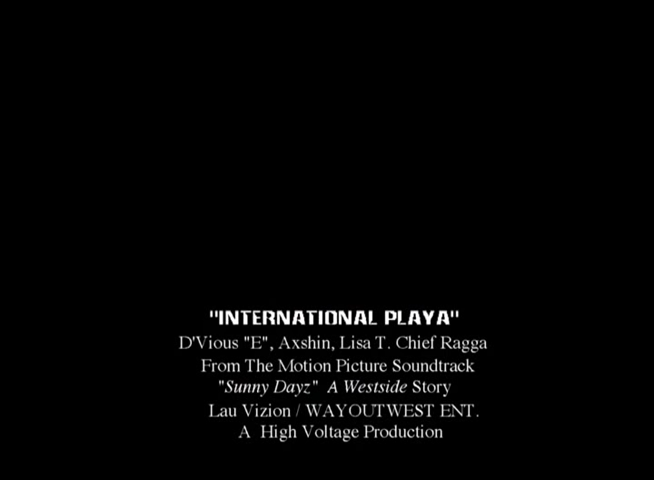 "INTERNATIONAL PLAYA"
D'Vious "E", Axshin, Lisa T. Chief Ragga
From The Motion Picture Soundtrack
"Sunny Dayz" A Westside Story
Lau Vizion / WAYOUTWEST ENT.
A High Voltage Production